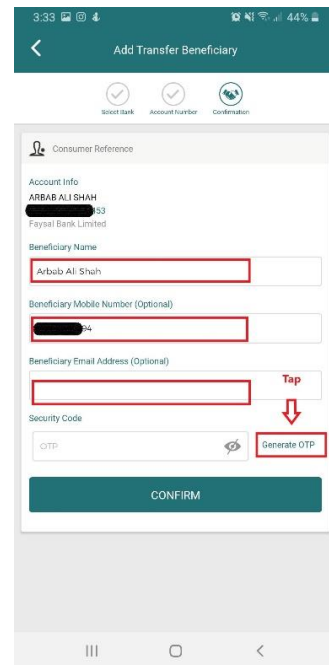 3:33
44%
Add Transfer Beneficiary
Select Bank
Account Number
Confirmation
Consumer Reference
Account Info
ARBAB ALI SHAH
353
Faysal Bank Limited
Beneficiary Name
Arbab Ali Shah
Beneficiary Mobile Number (Optional)
94
Beneficiary Email Address (Optional)
Tap
Security Code
OTP
Generate OTP
CONFIRM